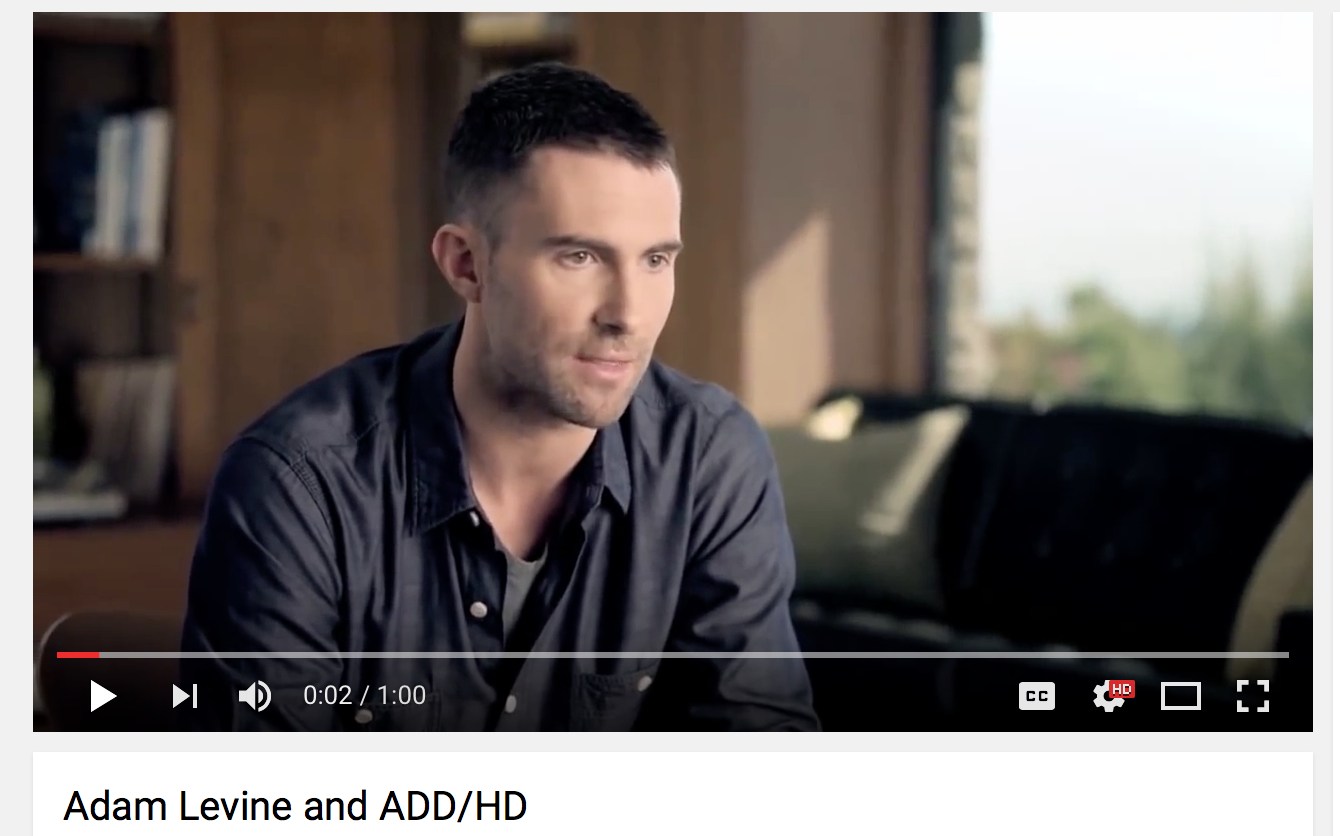 0:02 / 1:00
CC
HD
Adam Levine and ADD/HD